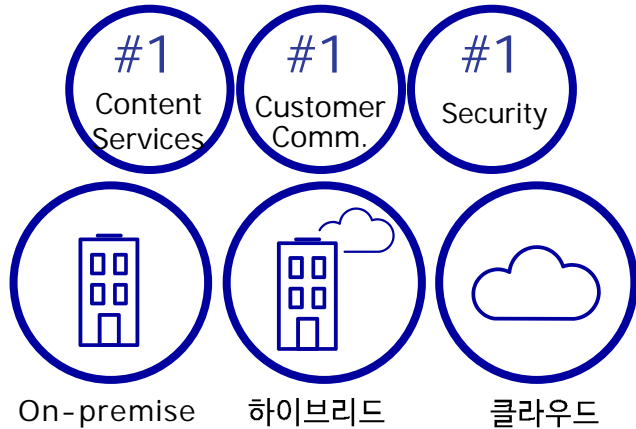 #1
Content
Services
#1
Customer
Comm.
#1
Security
On-premise
하이브리드
클라우드